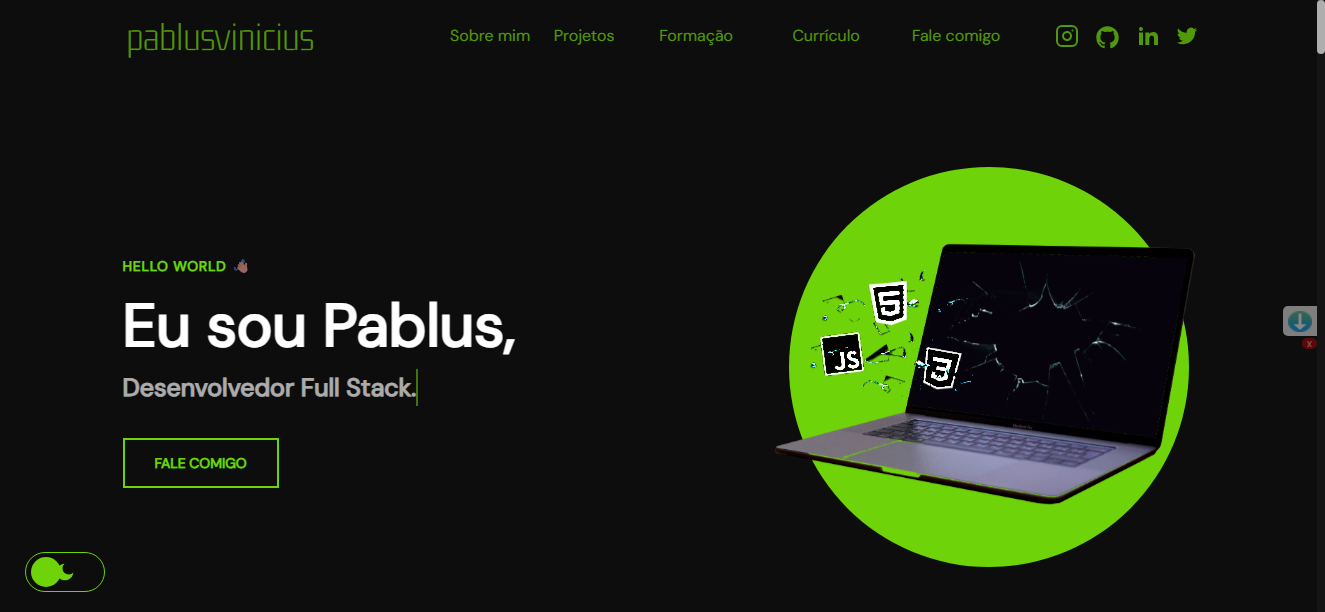 pablusvinicius
Sobre mim Projetos Formação Currículo Fale comigo
HELLO WORLD
Eu sou Pablus,
Desenvolvedor Full Stack.
FALE COMIGO
5
JS
3
x